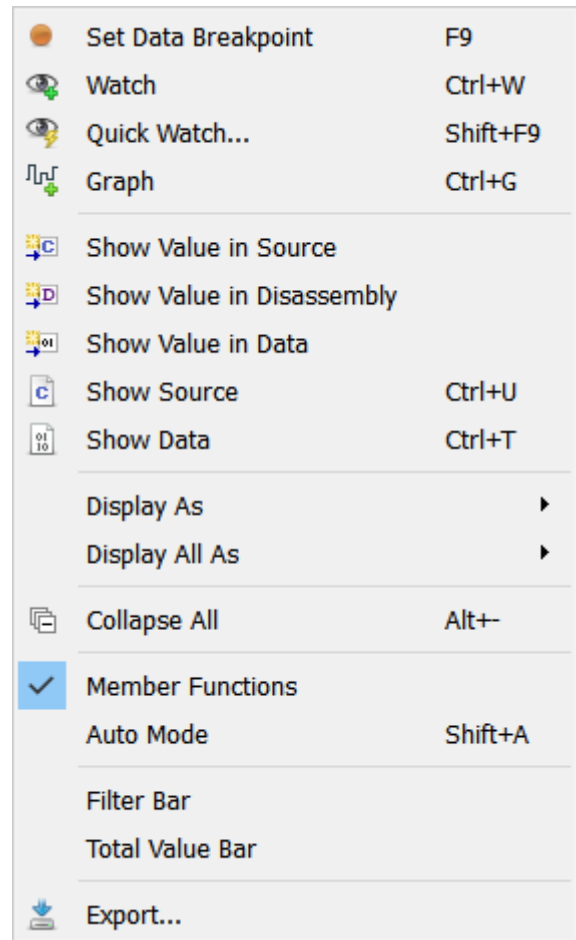 Set Data Breakpoint F9
Watch Ctrl+W
Quick Watch... Shift+F9
Graph Ctrl+G
Show Value in Source
Show Value in Disassembly
Show Value in Data
Show Source Ctrl+U
Show Data Ctrl+T
Display As
Display All As
Collapse All Alt+-
Member Functions
Auto Mode Shift+A
Filter Bar
Total Value Bar
Export...